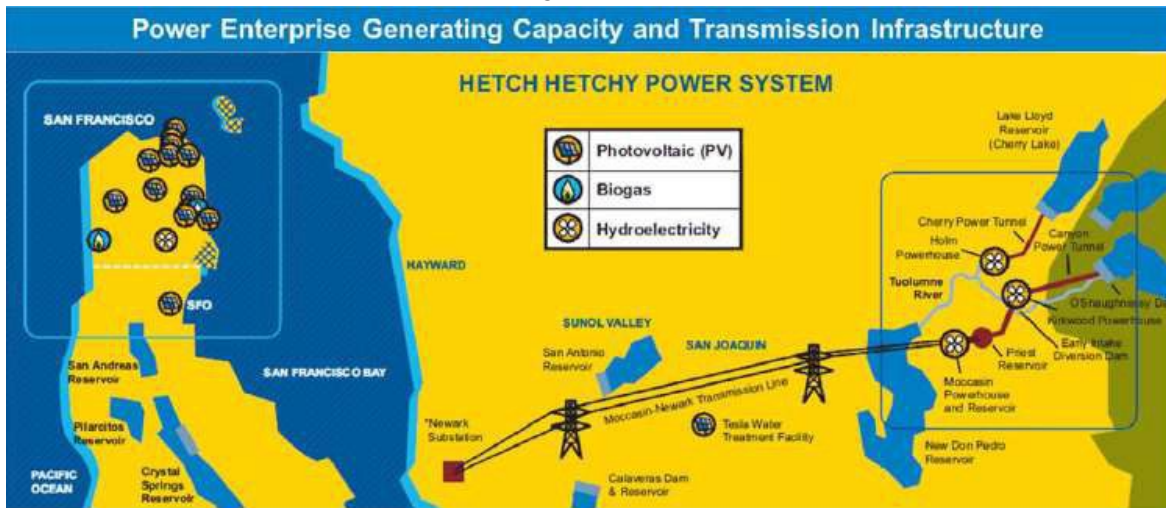 Power Enterprise Generating Capacity and Transmission Infrastructure
HETCH HETCHY POWER SYSTEM
SAN FRANCISCO
Photovoltaic (PV)
Biogas
Hydroelectricity
Lake Lloyd
Reservoir
(Cherry Lake)
Cherry Power Tunnel
Holm
Powerhouse
Canyon
Power Tunnel
Tuolumne
River
O'Shaughnessy Da
Kirkwood Powerhouse
Early Intake
Diversion Dam
Priest
Reservoir
Moccasin
Powerhouse
and Reservoir
New Don Pedro
Reservoir
HAYWARD
SFO
SUNOL VALLEY
SAN JOAQUIN
San Antonio
Reservoir
Moccasin-Newark Transmission Line
San Andreas
Reservoir
SAN FRANCISCO BAY
Pilarcitos
Reservoir
*Newark
Substation
Tesla Water
Treatment Facility
PACIFIC
OCEAN
Crystal
Springs
Reservoir
Calaveras Dam
& Reservoir